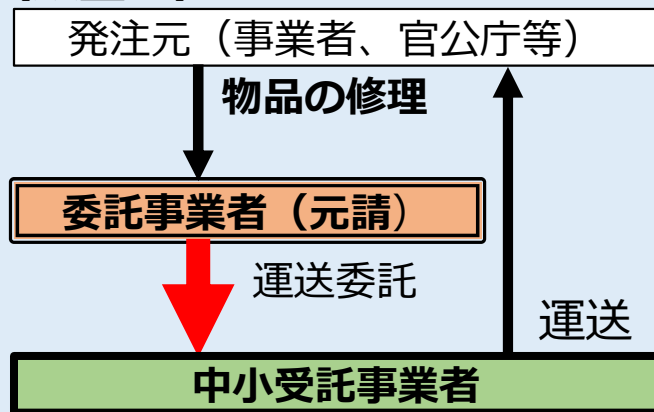 発注元（事業者、官公庁等）
物品の修理
委託事業者（元請）
運送委託
運送
中小受託事業者